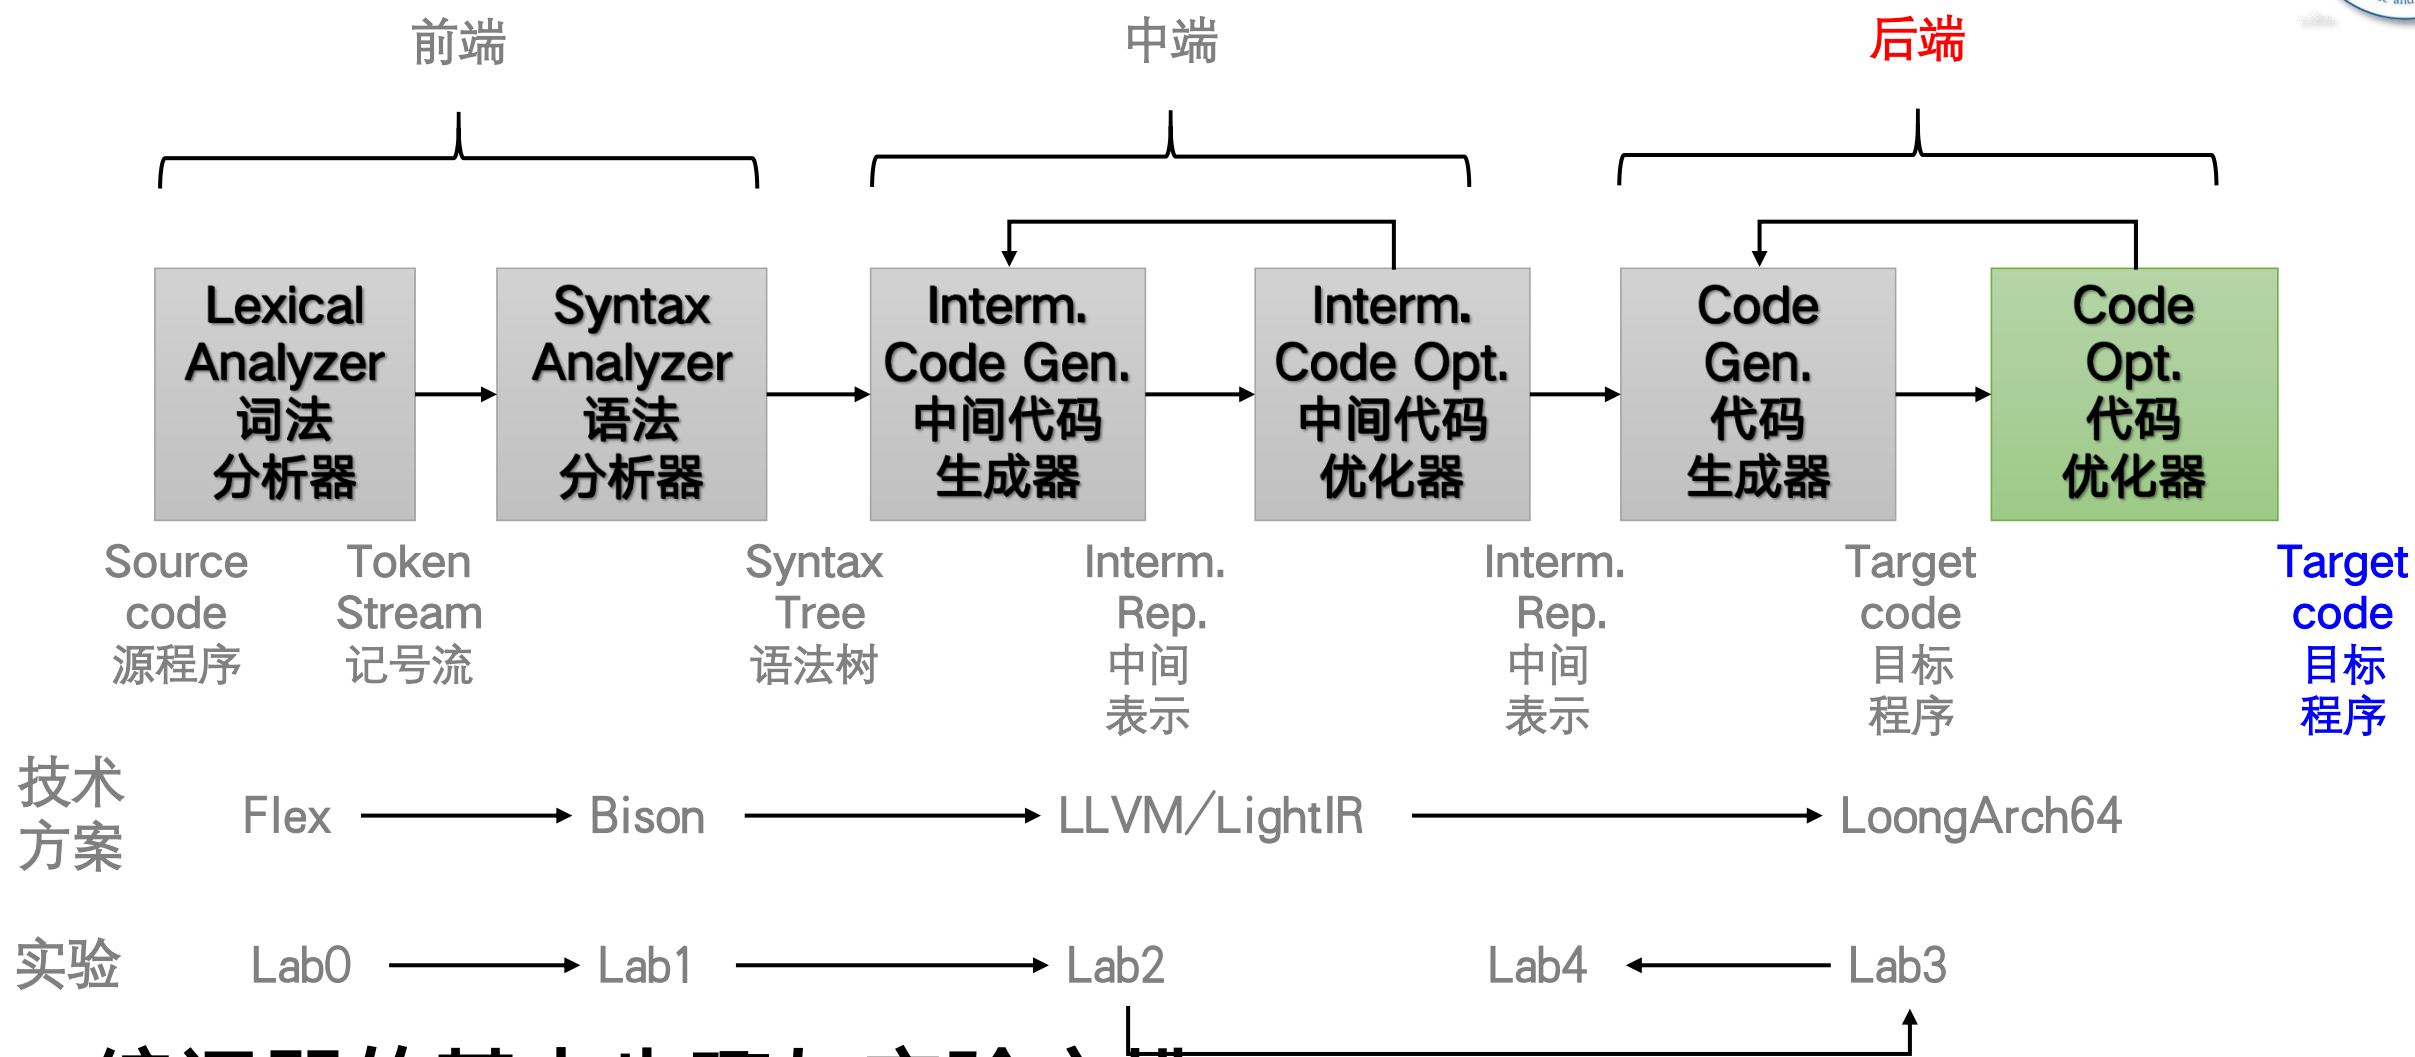 前端
中端
后端
Lexical
Analyzer
词法
分析器
Syntax
Analyzer
语法
分析器
Interm.
Code Gen.
中间代码
生成器
Interm.
Code Opt.
中间代码
优化器
Code
Gen.
代码
生成器
Code
Opt.
代码
优化器
Source
code
源程序
Token
Stream
记号流
Syntax
Tree
语法树
Interm.
Rep.
中间
表示
Interm.
Rep.
中间
表示
Target
code
目标
程序
Target
code
目标
程序
技术
方案
Flex
Bison
LLVM/LightIR
LoongArch64
实验
Lab0
Lab1
Lab2
Lab4
Lab3